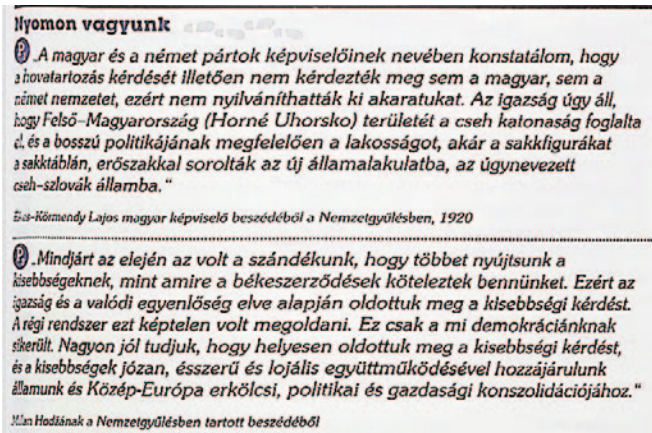 Nyomon vagyunk
„A magyar és a német pártok képviselőinek nevében konstatálom, hogy
a hovatartozás kérdését illetően nem kérdezték meg sem a magyar, sem a
német nemzetet, ezért nem nyilváníthatták ki akaratukat. Az igazság úgy áll,
hogy Felső-Magyarország (Horné Uhorsko) területét a cseh katonaság foglalta
el, és a bosszú politikájának megfelelően a lakosságot, akár a sakkfigurákat
a sakktáblán, erőszakkal sorolták az új államalakulatba, az úgynevezett
cseh-szlovák államba."
Lajos magyar képviselő beszédéből a Nemzetgyűlésben, 1920
„Mindjárt az elején az volt a szándékunk, hogy többet nyújtsunk a
kisebbségeknek, mint amire a békeszerződések köteleztek bennünket. Ezért az
igazság és a valódi egyenlőség elve alapján oldottuk meg a kisebbségi kérdést.
A régi rendszer ezt képtelen volt megoldani. Ez csak a mi demokráciánknak
sikerült. Nagyon jól tudjuk, hogy helyesen oldottuk meg a kisebbségi kérdést,
és a kisebbségek józan, ésszerű és lojális együttműködésével hozzájárulunk
államunk és Közép-Európa erkölcsi, politikai és gazdasági konszolidációjához."
Milan Hodžának a Nemzetgyűlésben tartott beszédéből